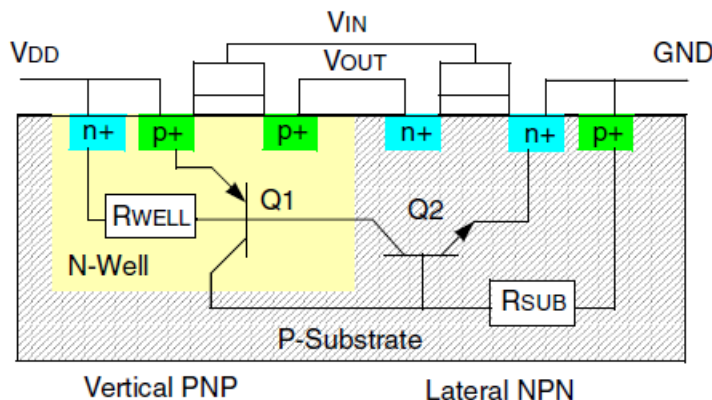 VIN
VDD
VOUT
GND
n+ p+ p+ n+ n+ p+
Q1
Q2
RWELL
N-Well
RSUB
P-Substrate
Vertical PNP Lateral NPN